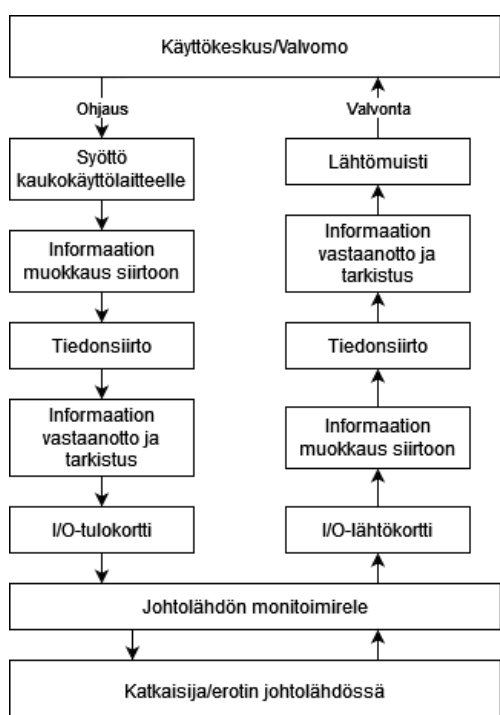 Käyttökeskus/Valvomo
Ohjaus
Syöttö
kaukokäyttölaitteelle
Informaation
muokkaus siirtoon
Tiedonsiirto
Informaation
vastaanotto ja
tarkistus
I/O-tulokortti
Valvonta
Lähtömuisti
Informaation
vastaanotto ja
tarkistus
Tiedonsiirto
Informaation
muokkaus siirtoon
I/O-lähtökortti
Johtolähdön monitoimirele
Katkaisija/erotin johtolähdössä